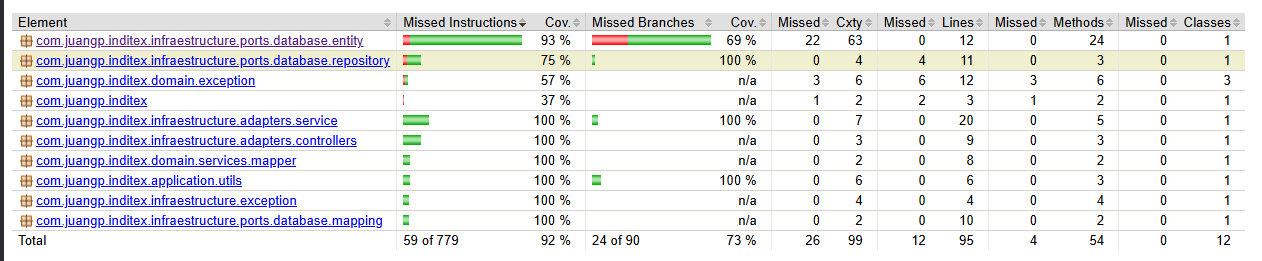 Element Missed Instructions Cov. Missed Branches Cov. Missed Cxty Missed Lines Missed Methods Missed Classes
com.juangp.inditex.infraestructure.ports.database.entity 93 % 69 % 22 63 0 12 0 24 0 1
com.juangp.inditex.infraestructure.ports.database.repository 75 % 100 % 0 4 4 11 0 3 0 1
com.juangp.inditex.domain.exception 57 % n/a 3 6 6 12 3 6 0 3
com.juangp.inditex 37 % n/a 1 2 2 3 1 2 0 1
com.juangp.inditex.infraestructure.adapters.service 100 % 100 % 0 7 0 20 0 5 0 1
com.juangp.inditex.infraestructure.adapters.controllers 100 % n/a 0 3 0 9 0 3 0 1
com.juangp.inditex.domain.services.mapper 100 % n/a 0 2 0 8 0 2 0 1
com.juangp.inditex.application.utils 100 % 100 % 0 6 0 6 0 3 0 1
com.juangp.inditex.infraestructure.exception 100 % n/a 0 4 0 4 0 4 0 1
com.juangp.inditex.infraestructure.ports.database.mapping 100 % n/a 0 2 0 10 0 2 0 1
Total 59 of 779 92 % 24 of 90 73 % 26 99 12 95 4 54 0 12